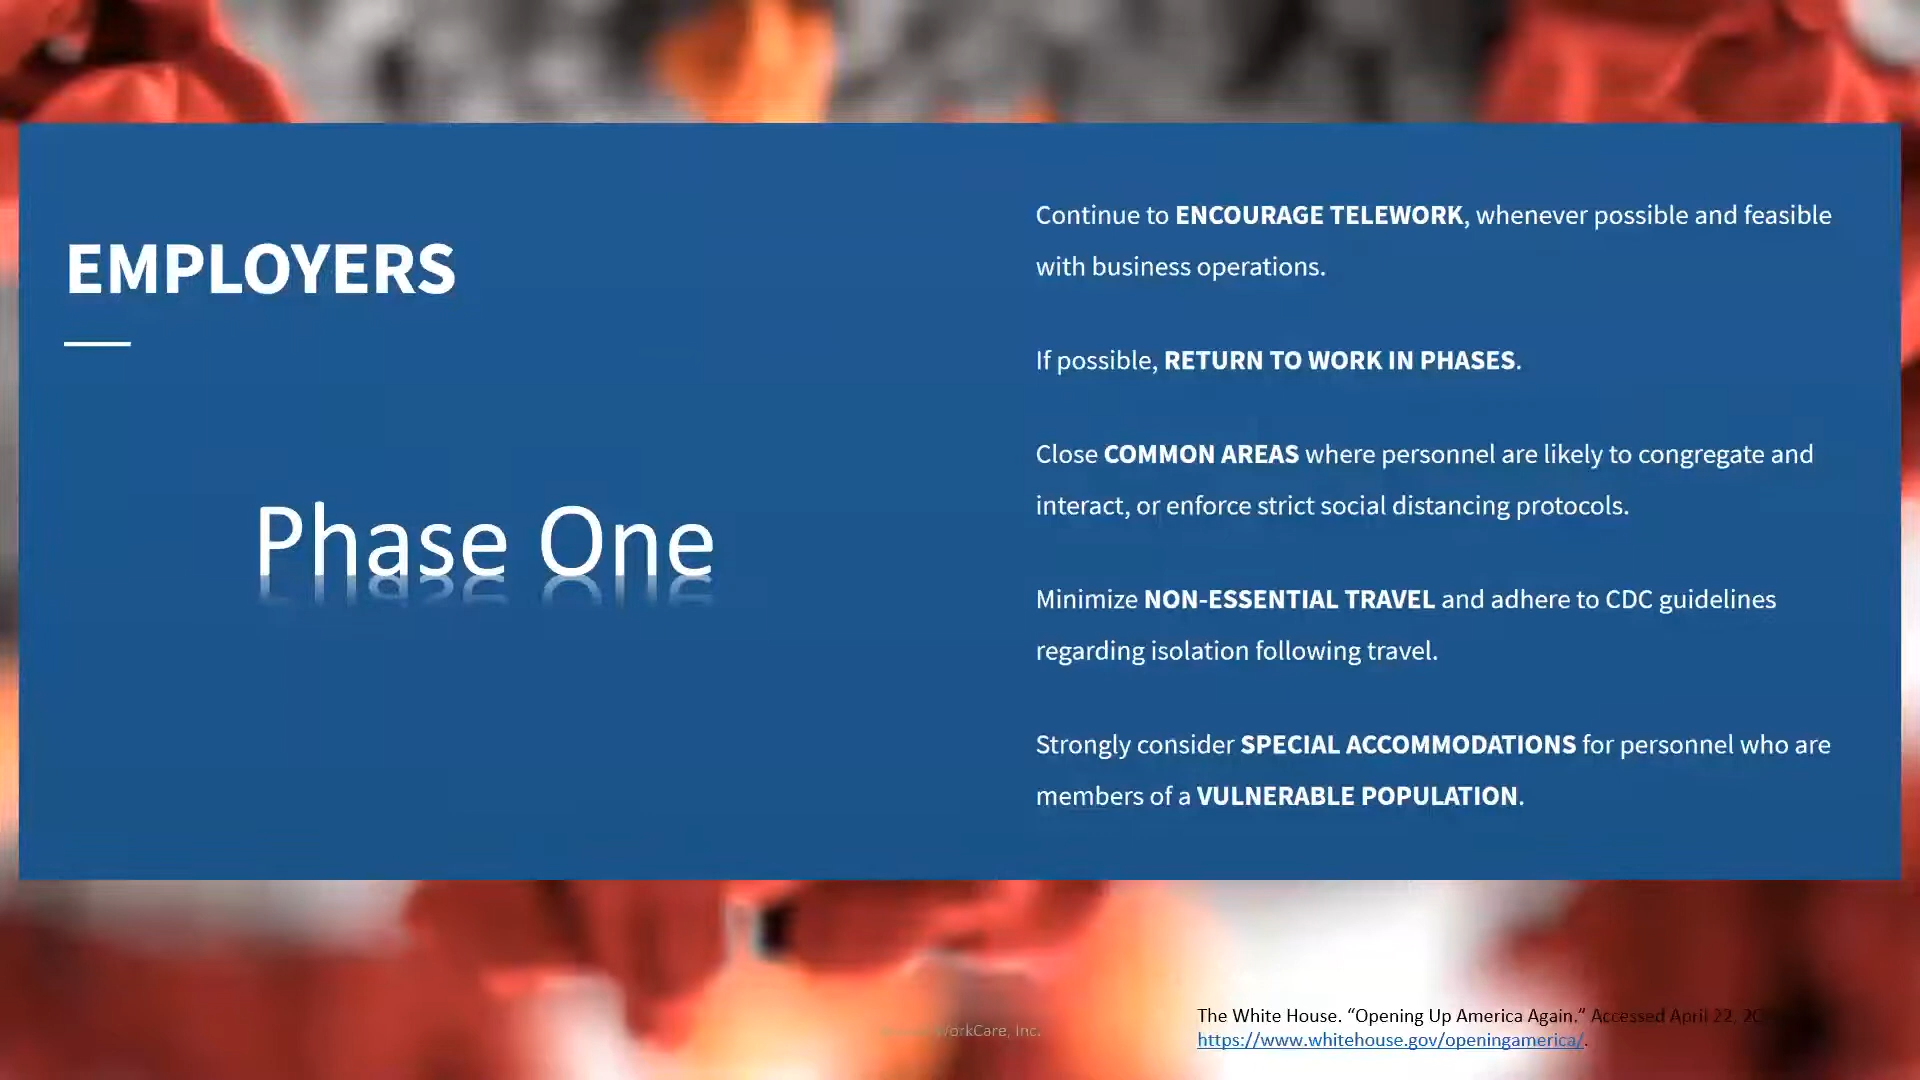 EMPLOYERS
Phase One
Continue to ENCOURAGE TELEWORK, whenever possible and feasible
with business operations.
If possible, RETURN TO WORK IN PHASES.
Close COMMON AREAS where personnel are likely to congregate and
interact, or enforce strict social distancing protocols.
Minimize NON-ESSENTIAL TRAVEL and adhere to CDC guidelines
regarding isolation following travel.
Strongly consider SPECIAL ACCOMMODATIONS for personnel who are
members of a VULNERABLE POPULATION.
WorkCare, Inc.
The White House. “Opening Up America Again.” Accessed April 22,
https://www.whitehouse.gov/openingamerica/.